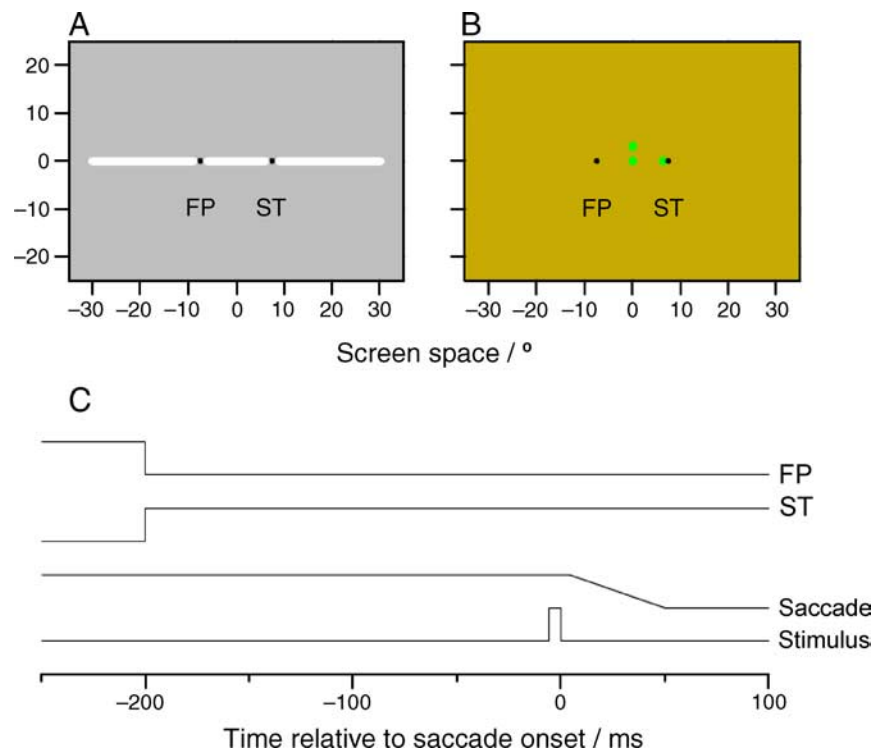 A
B
20
10
0
−10
−20
FP ST
FP ST
−30 −20 −10 0 10 20 30
−30 −20 −10 0 10 20 30
Screen space / º
C
FP
ST
Saccade
Stimulus
−200 −100 0 100
Time relative to saccade onset / ms